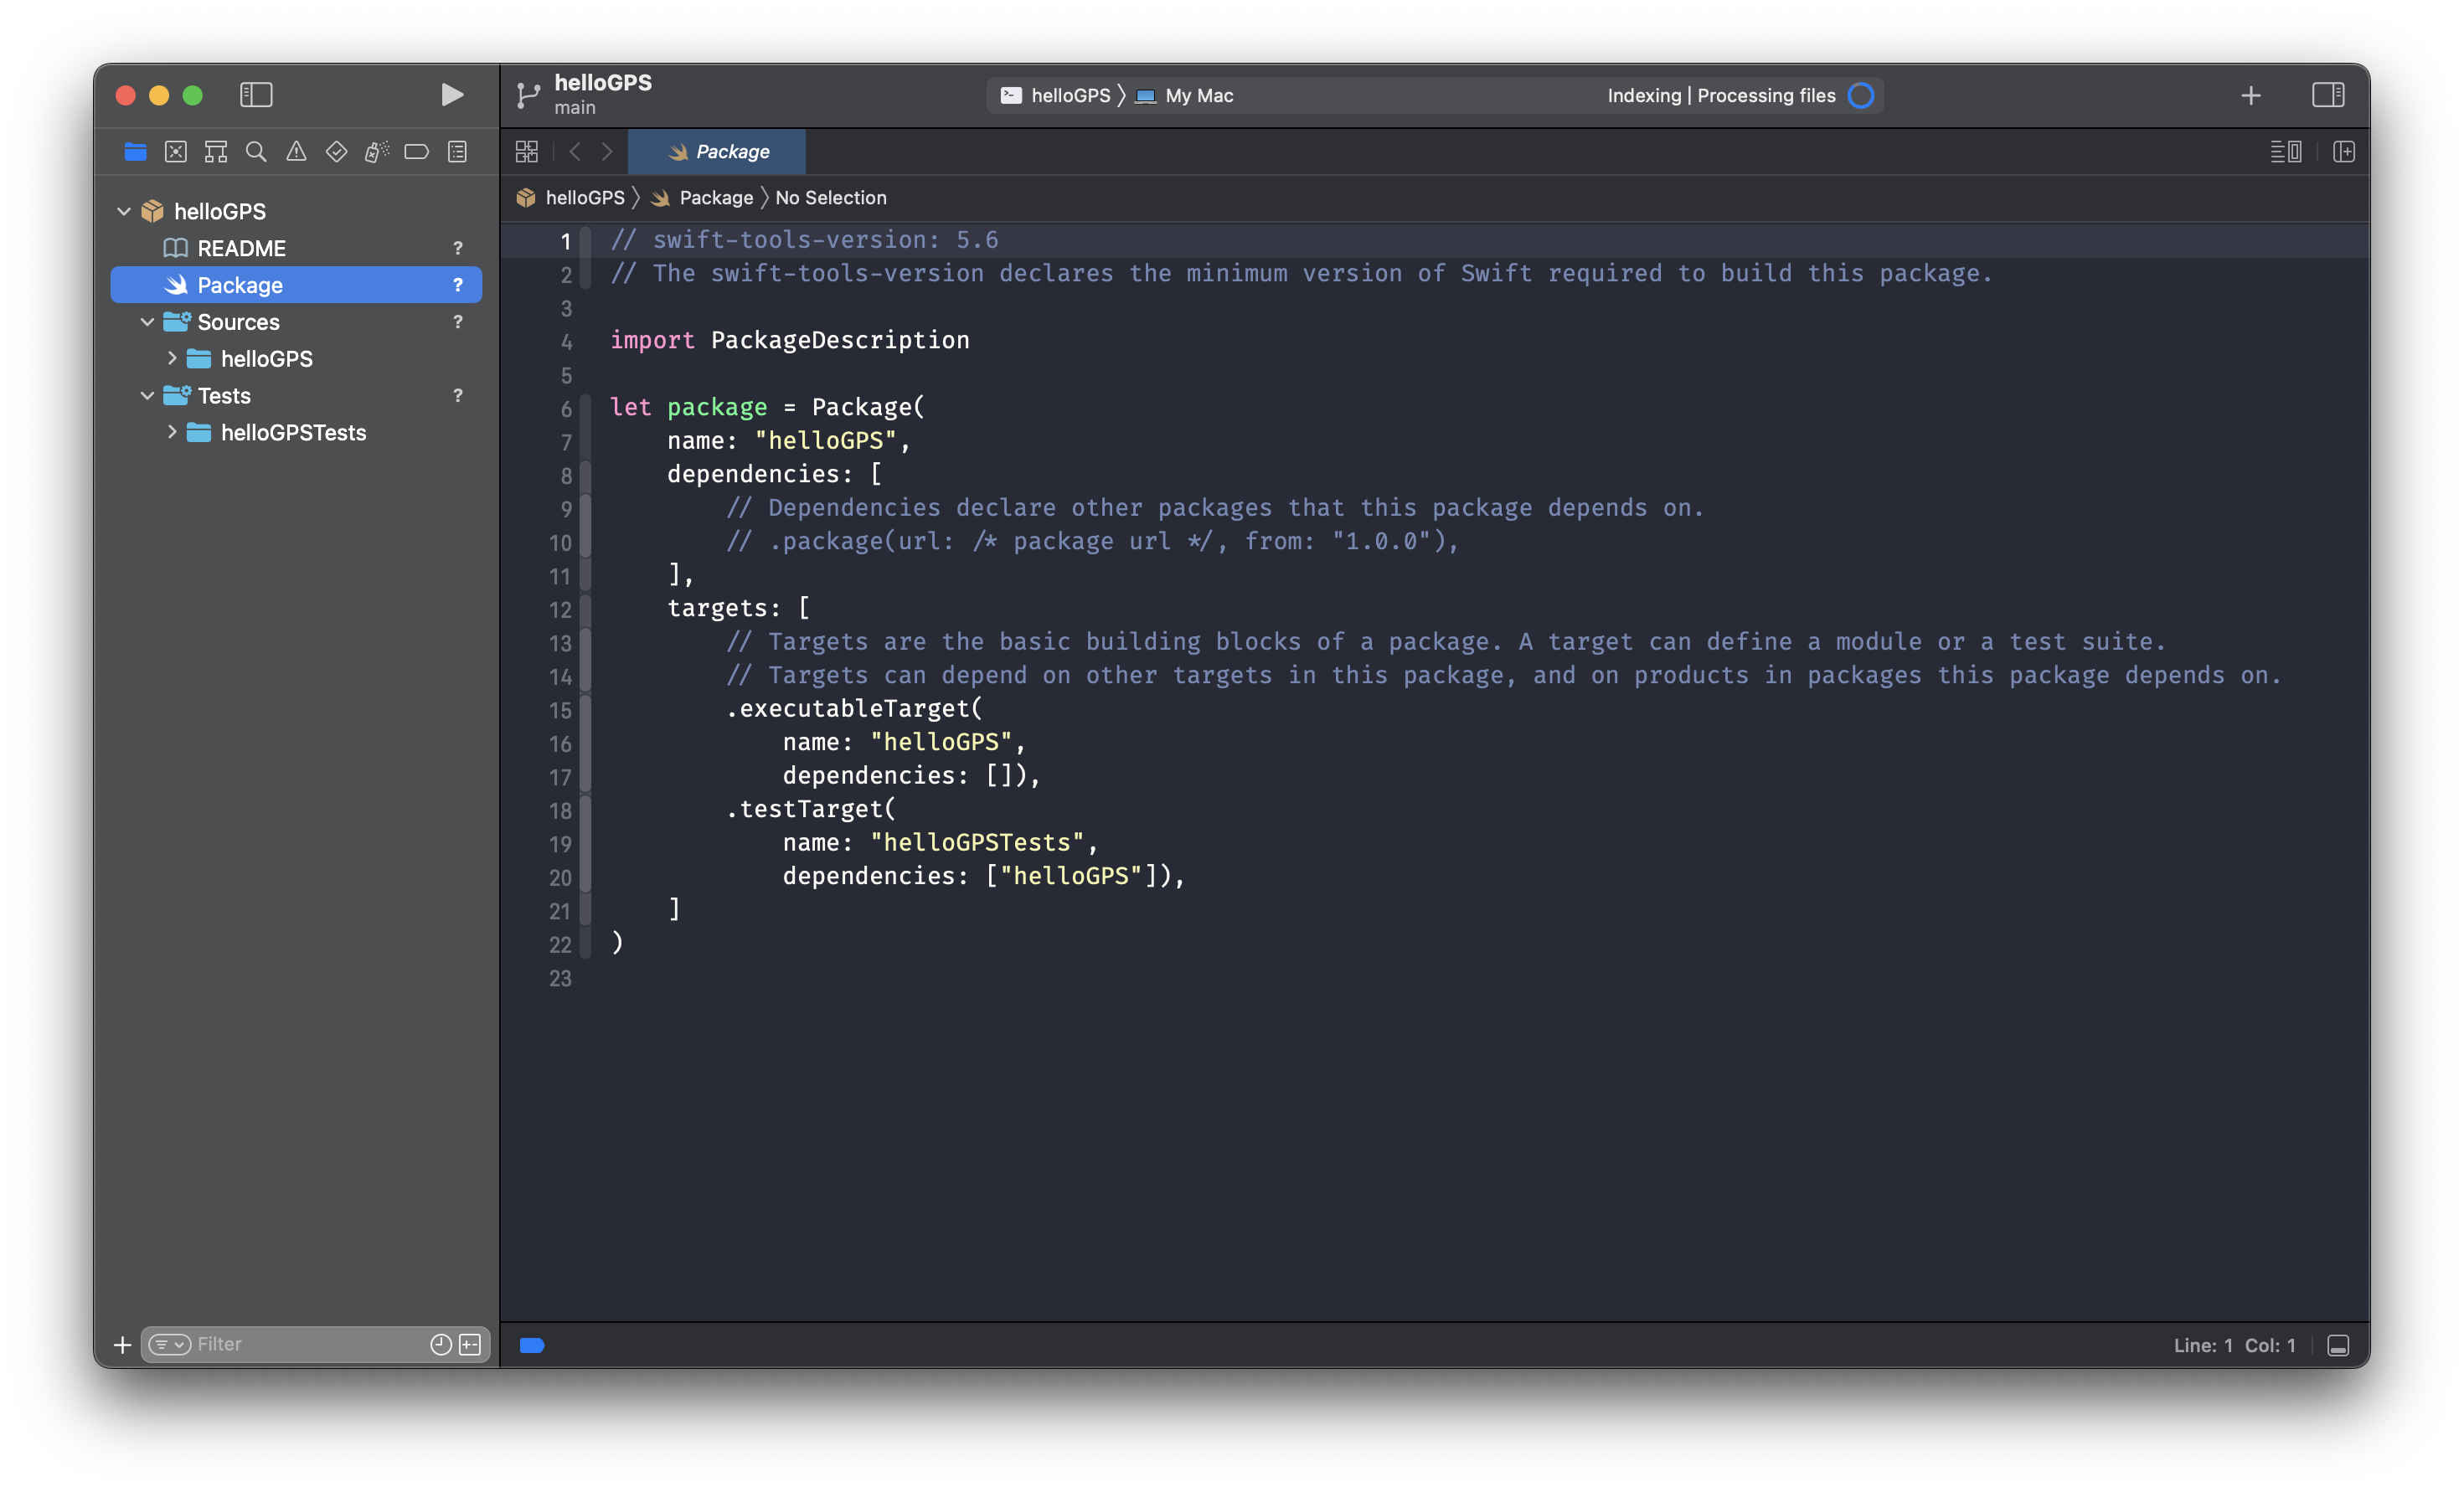 helloGPS
main
helloGPS 〉 My Mac
Indexing | Processing files
Package
helloGPS 〉 Package 〉 No Selection
helloGPS
README ?
Package ?
Sources ?
helloGPS
Tests ?
helloGPSTests
1 // swift-tools-version: 5.6
2 // The swift-tools-version declares the minimum version of Swift required to build this package.
3
4 import PackageDescription
5
6 let package = Package(
7     name: "helloGPS",
8     dependencies: [
9         // Dependencies declare other packages that this package depends on.
10         // .package(url: /* package url */, from: "1.0.0"),
11     ],
12     targets: [
13         // Targets are the basic building blocks of a package. A target can define a module or a test suite.
14         // Targets can depend on other targets in this package, and on products in packages this package depends on.
15         .executableTarget(
16             name: "helloGPS",
17             dependencies: []),
18         .testTarget(
19             name: "helloGPSTests",
20             dependencies: ["helloGPS"]),
21     ]
22 )
23
Filter
Line: 1 Col: 1